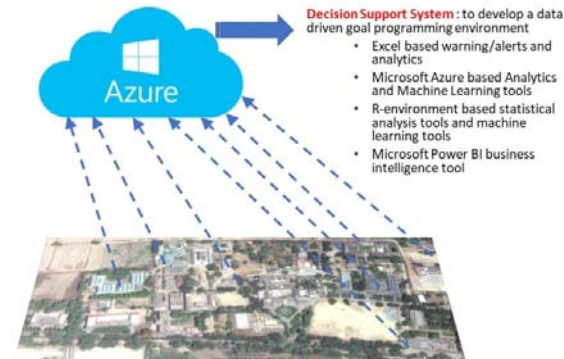 Decision Support System : to develop a data
driven goal programming environment
• Excel based warning/alerts and
analytics
• Microsoft Azure based Analytics
and Machine Learning tools
• R-environment based statistical
analysis tools and machine
learning tools
• Microsoft Power BI business
intelligence tool
Azure